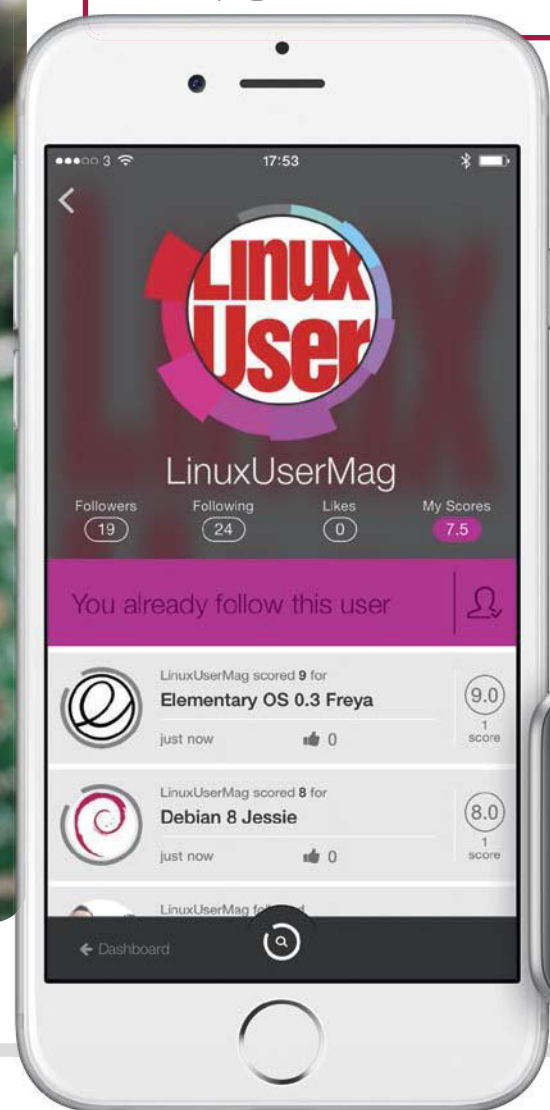 3
17:53
Linux
User
LinuxUserMag
Followers
Following
Likes
My Scores
19
24
0
7.5
You already follow this user
LinuxUserMag scored 9 for
Elementary OS 0.3 Freya
just now
0
9.0
1
score
LinuxUserMag scored 8 for
Debian 8 Jessie
just now
0
8.0
1
score
LinuxUserMag
Dashboard